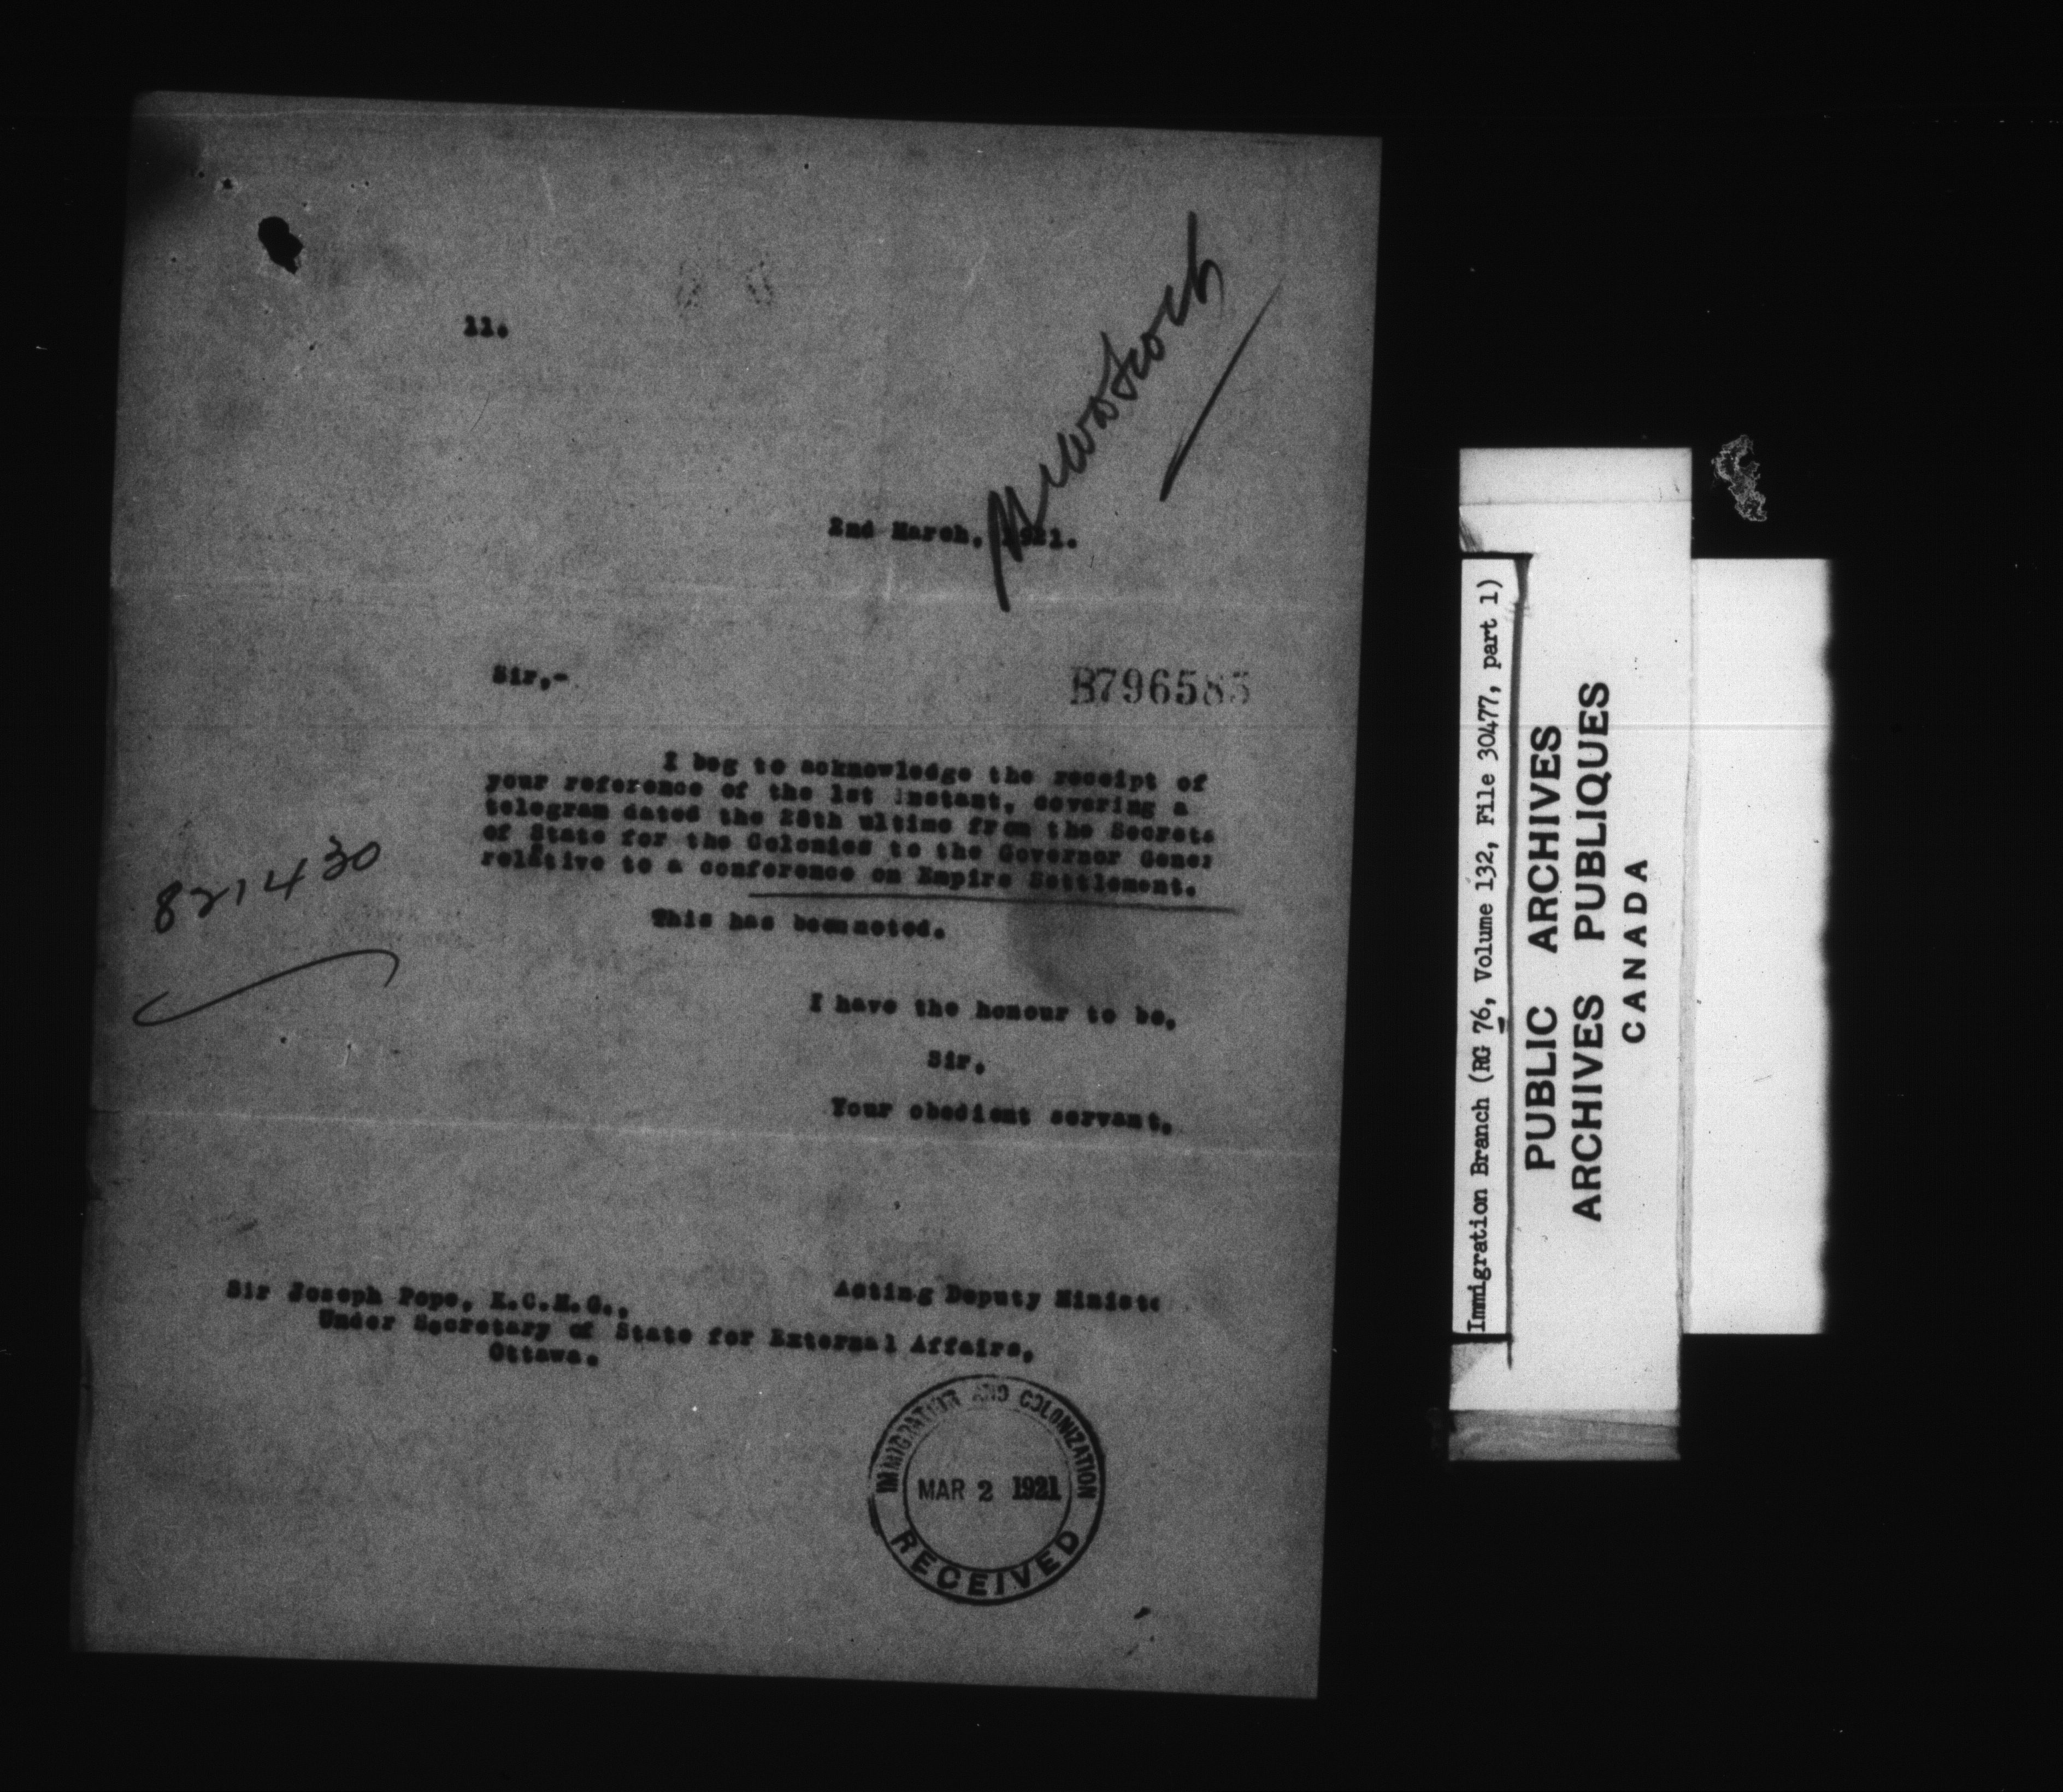 11.
2nd March, 1921.
Sir,-
B796585
I beg to acknowledge the receipt of
your reference of the 1st instant, covering a
telegram dated the 28th ultimo from the Secreta
of State for the Colonies to the Governor Gener
relative to a conference on Empire Settlement.
821430
This has been noted.
I have the honour to be,
Sir,
Your obedient servant,
Acting Deputy Ministe
Sir Joseph Pope, K.C.M.G.,
Under Secretary of State for External Affairs,
Ottawa.
IMMIGRATION AND COLONIZATION
MAR 2 1921
RECEIVED
Immigration Branch (RG 76, Volume 132, File 30477, part 1)
PUBLIC ARCHIVES
ARCHIVES PUBLIQUES
CANADA